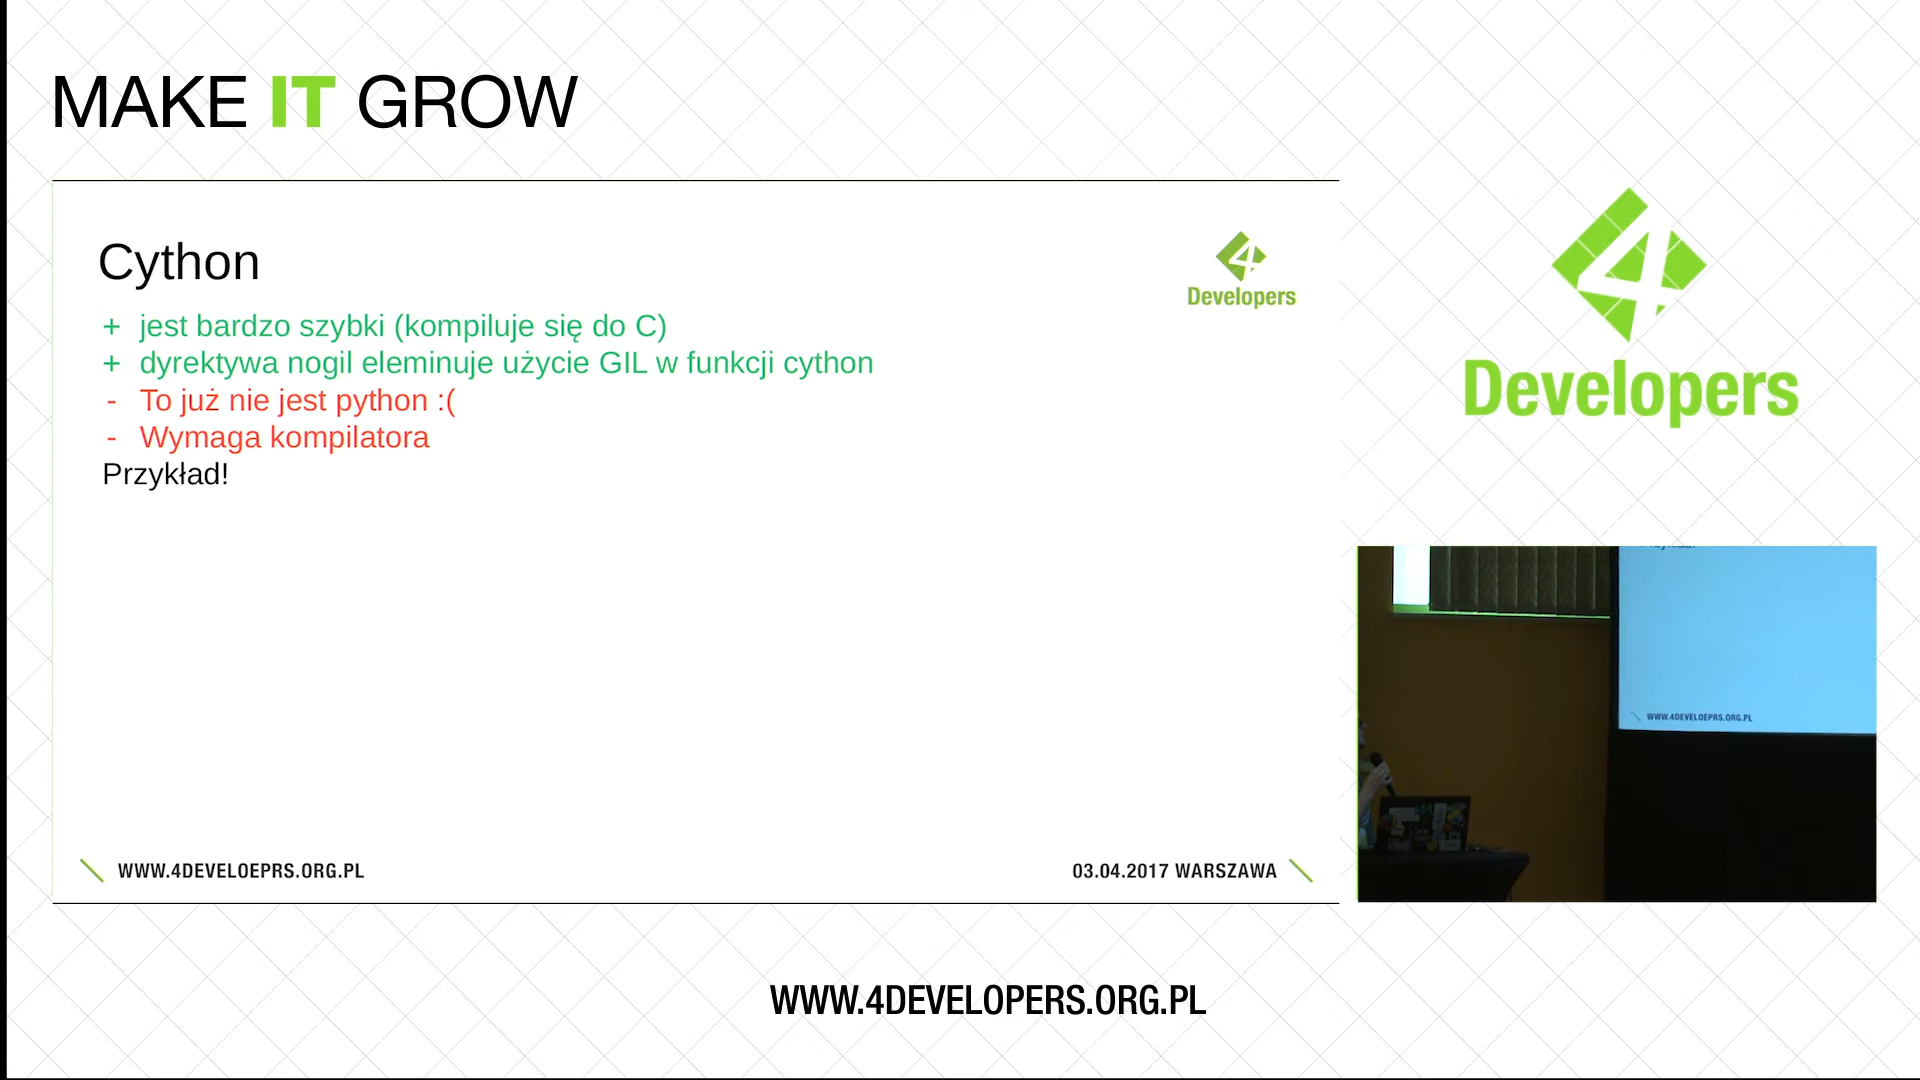 MAKE IT GROW
Cython
4
Developers
+ jest bardzo szybki (kompiluje się do C)
+ dyrektywa nogil eleminuje użycie GIL w funkcji cython
- To już nie jest python :(
- Wymaga kompilatora
Przykład!
WWW.4DEVELOEPRS.ORG.PL
03.04.2017 WARSZAWA
4
Developers
WWW.4DEVELOEPRS.ORG.PL
WWW.4DEVELOPERS.ORG.PL